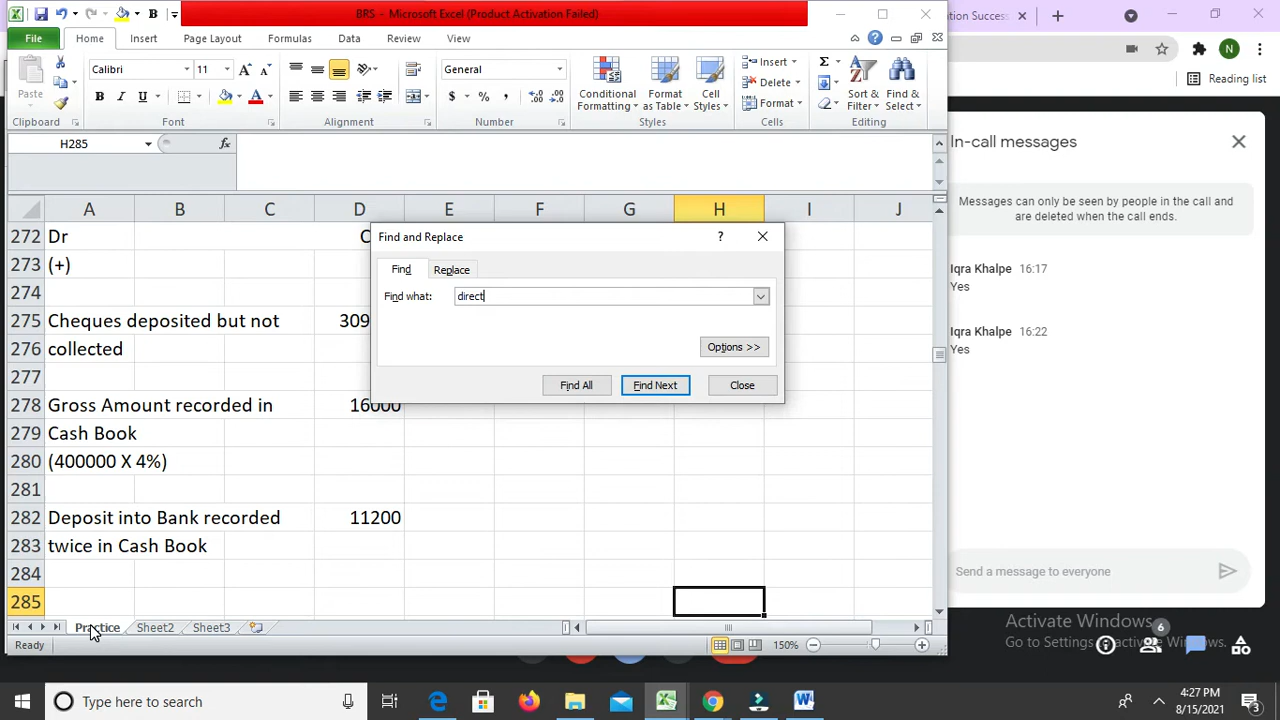 BRS - Microsoft Excel (Product Activation Failed)
File Home Insert Page Layout Formulas Data Review View
Paste
Calibri 11
General
Conditional Formatting
Format as Table
Cell Styles
Insert
Delete
Format
Sort & Filter
Find & Select
Clipboard Font Alignment Number Styles Cells Editing
H285
fx
A B C D E F G H I J
272 Dr
273 (+)
274
275 Cheques deposited but not 309
276 collected
277
278 Gross Amount recorded in 16000
279 Cash Book
280 (400000 X 4%)
281
282 Deposit into Bank recorded 11200
283 twice in Cash Book
284
285
Find and Replace
Find Replace
Find what: direct
Options >>
Find All Find Next Close
Practice Sheet2 Sheet3
Ready 150%
tion Success
N
Reading list
In-call messages
Messages can only be seen by people in the call and
are deleted when the call ends.
Iqra Khalpe 16:17
Yes
Iqra Khalpe 16:22
Yes
Send a message to everyone
Activate Windows
Go to Settings to activate Windows.
6
Type here to search
4:27 PM
8/15/2021
3